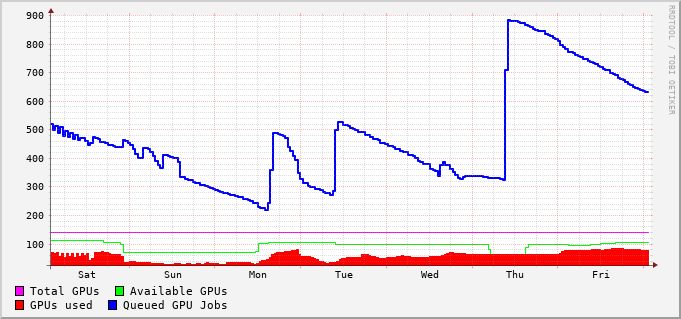 900
800
700
600
500
400
300
200
100
Sat Sun Mon Tue Wed Thu Fri
Total GPUs Available GPUs
GPUs used Queued GPU Jobs
RRDTOOL / TOBI OETIKER